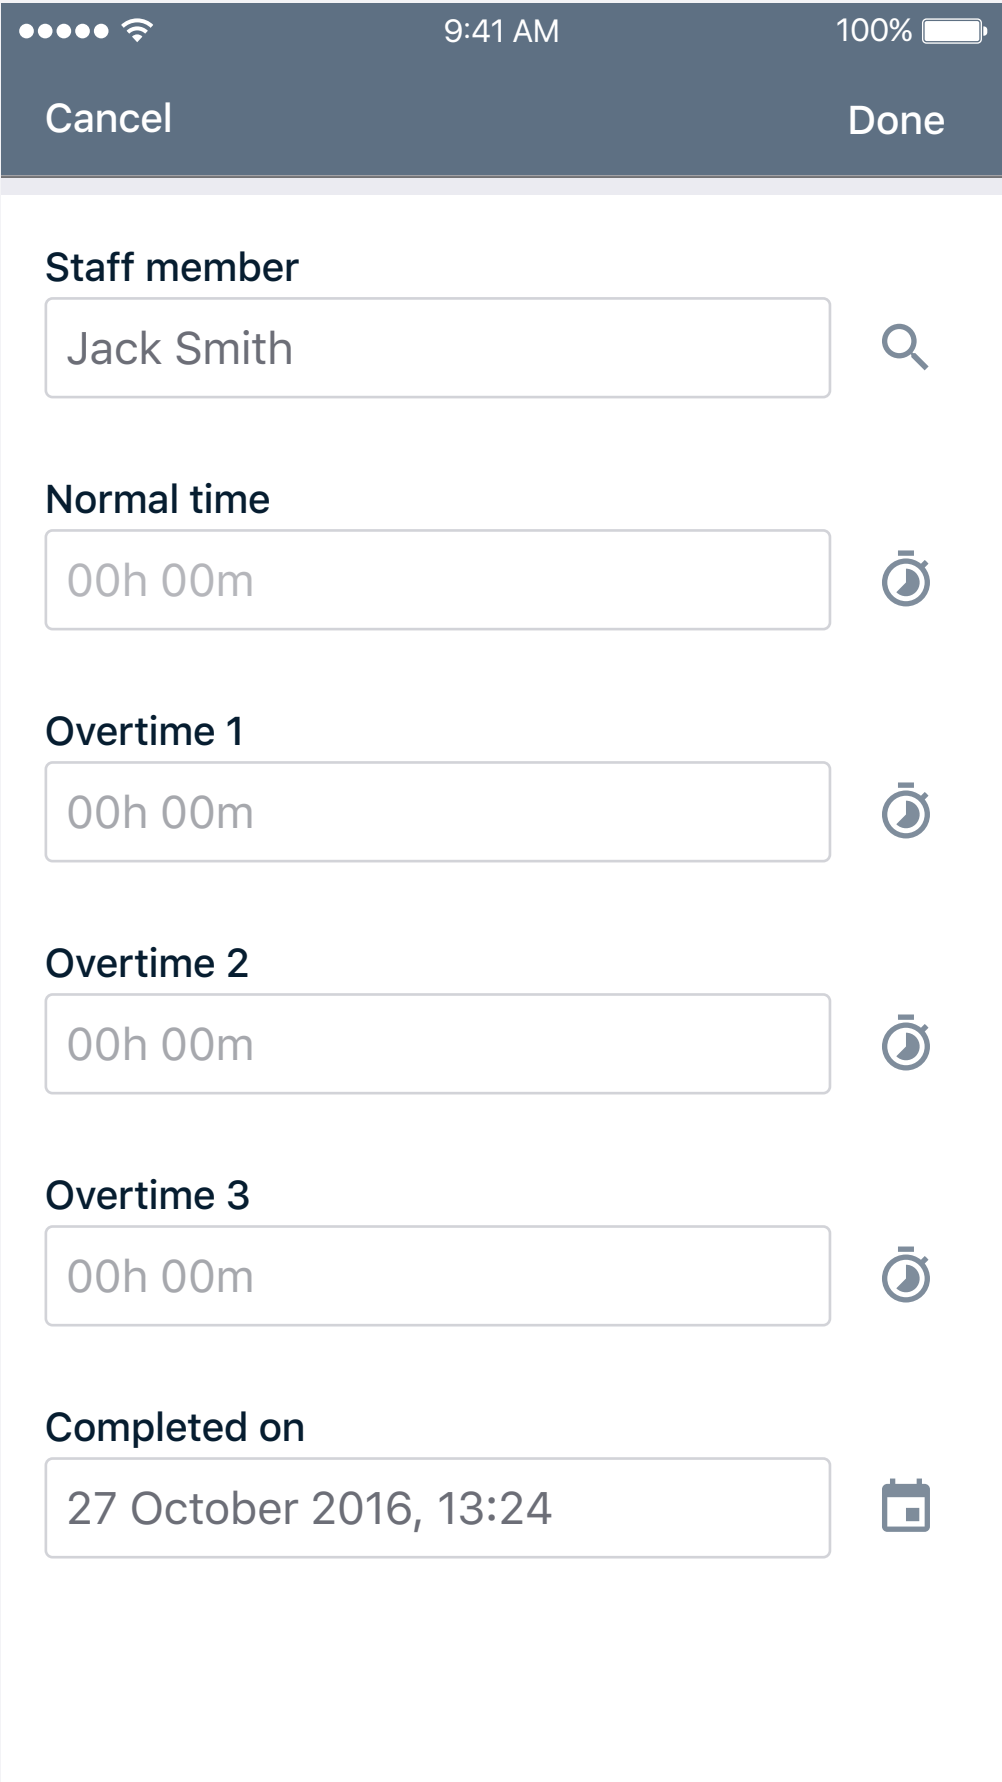 9:41 AM
100%
Cancel
Done
Staff member
Jack Smith
Normal time
00h 00m
Overtime 1
00h 00m
Overtime 2
00h 00m
Overtime 3
00h 00m
Completed on
27 October 2016, 13:24